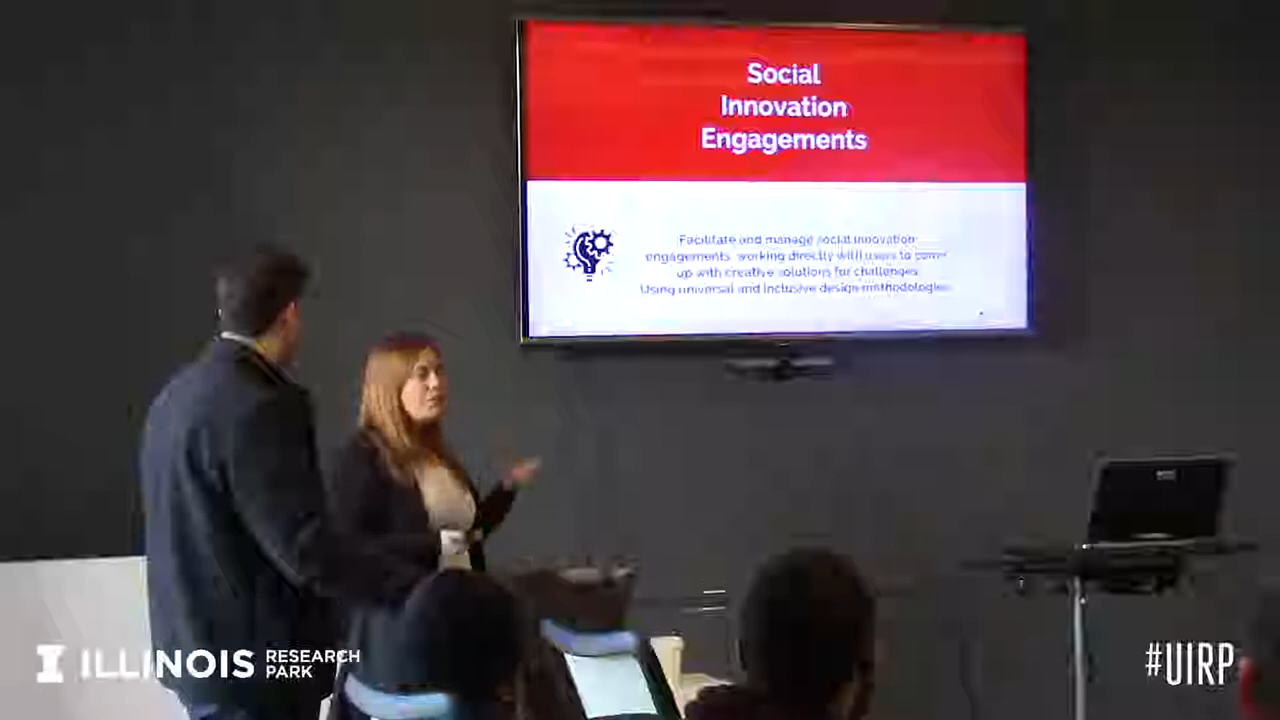 Social
Innovation
Engagements
Facilitate and manage social innovation
engagements, working directly with users to come
up with creative solutions for challenges
Using universal and inclusive design methodologies
I ILLINOIS RESEARCH
PARK
#UIRP